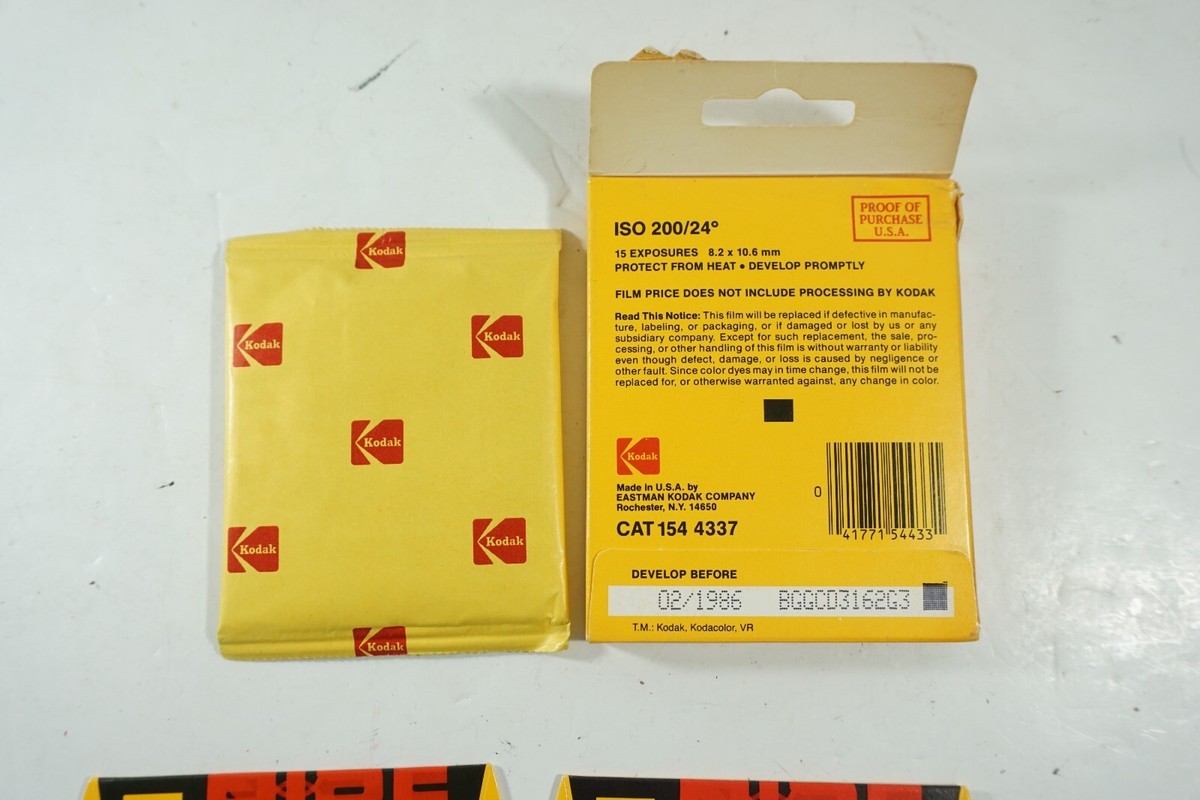 Kodak
Kodak
Kodak
Kodak
Kodak
Kodak
Kodak
PROOF OF
PURCHASE
U.S.A.
ISO 200/24°
15 EXPOSURES 8.2 x 10.6 mm
PROTECT FROM HEAT • DEVELOP PROMPTLY
FILM PRICE DOES NOT INCLUDE PROCESSING BY KODAK
Read This Notice: This film will be replaced if defective in manufac-
ture, labeling, or packaging, or if damaged or lost by us or any
subsidiary company. Except for such replacement, the sale, pro-
cessing, or other handling of this film is without warranty or liability
even though defect, damage, or loss is caused by negligence or
other fault. Since color dyes may in time change, this film will not be
replaced for, or otherwise warranted against, any change in color.
Kodak
Made in U.S.A. by
EASTMAN KODAK COMPANY
Rochester, N.Y. 14650
CAT 154 4337
0 41771 54433
DEVELOP BEFORE
02/1986 BGGCD3162G3
T.M.: Kodak, Kodacolor, VR